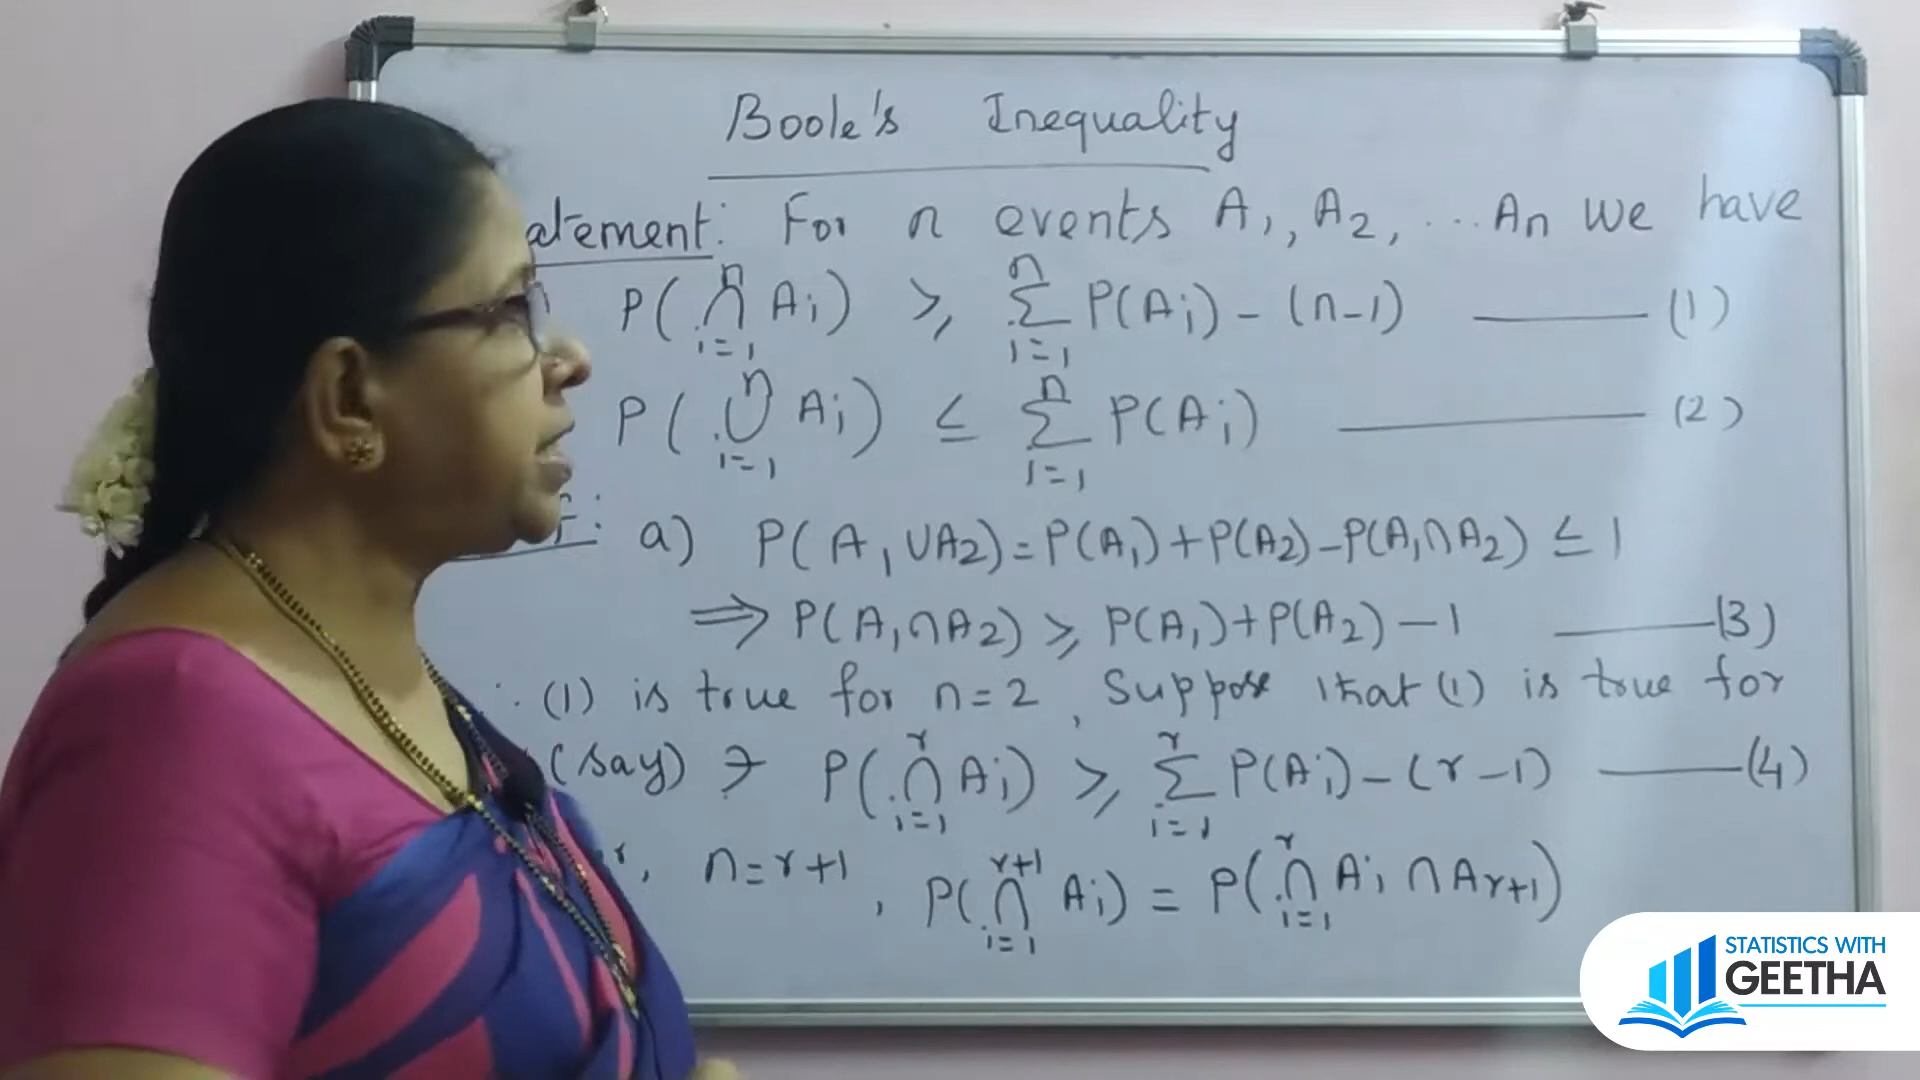 Boole's Inequality
atement: For n events A₁, A₂, ... An we have
P(⋂ᵢ₌₁ⁿ Aᵢ) ≥ Σᵢ₌₁ⁿ P(Aᵢ) - (n-1) —— (1)
P(⋃ᵢ₌₁ⁿ Aᵢ) ≤ Σᵢ₌₁ⁿ P(Aᵢ) —— (2)
a) P(A₁∪A₂) = P(A₁)+P(A₂)-P(A₁∩A₂) ≤ 1
⇒ P(A₁∩A₂) ≥ P(A₁)+P(A₂)-1 —— (3)
∴ (1) is true for n=2, Suppose that (1) is true for
(say) ∋ P(⋂ᵢ₌₁ʳ Aᵢ) ≥ Σᵢ₌₁ʳ P(Aᵢ) - (r-1) —— (4)
r, n=r+1, P(⋂ᵢ₌₁ʳ⁺¹ Aᵢ) = P(⋂ᵢ₌₁ʳ Aᵢ ∩ Aᵣ₊₁)
STATISTICS WITH
GEETHA